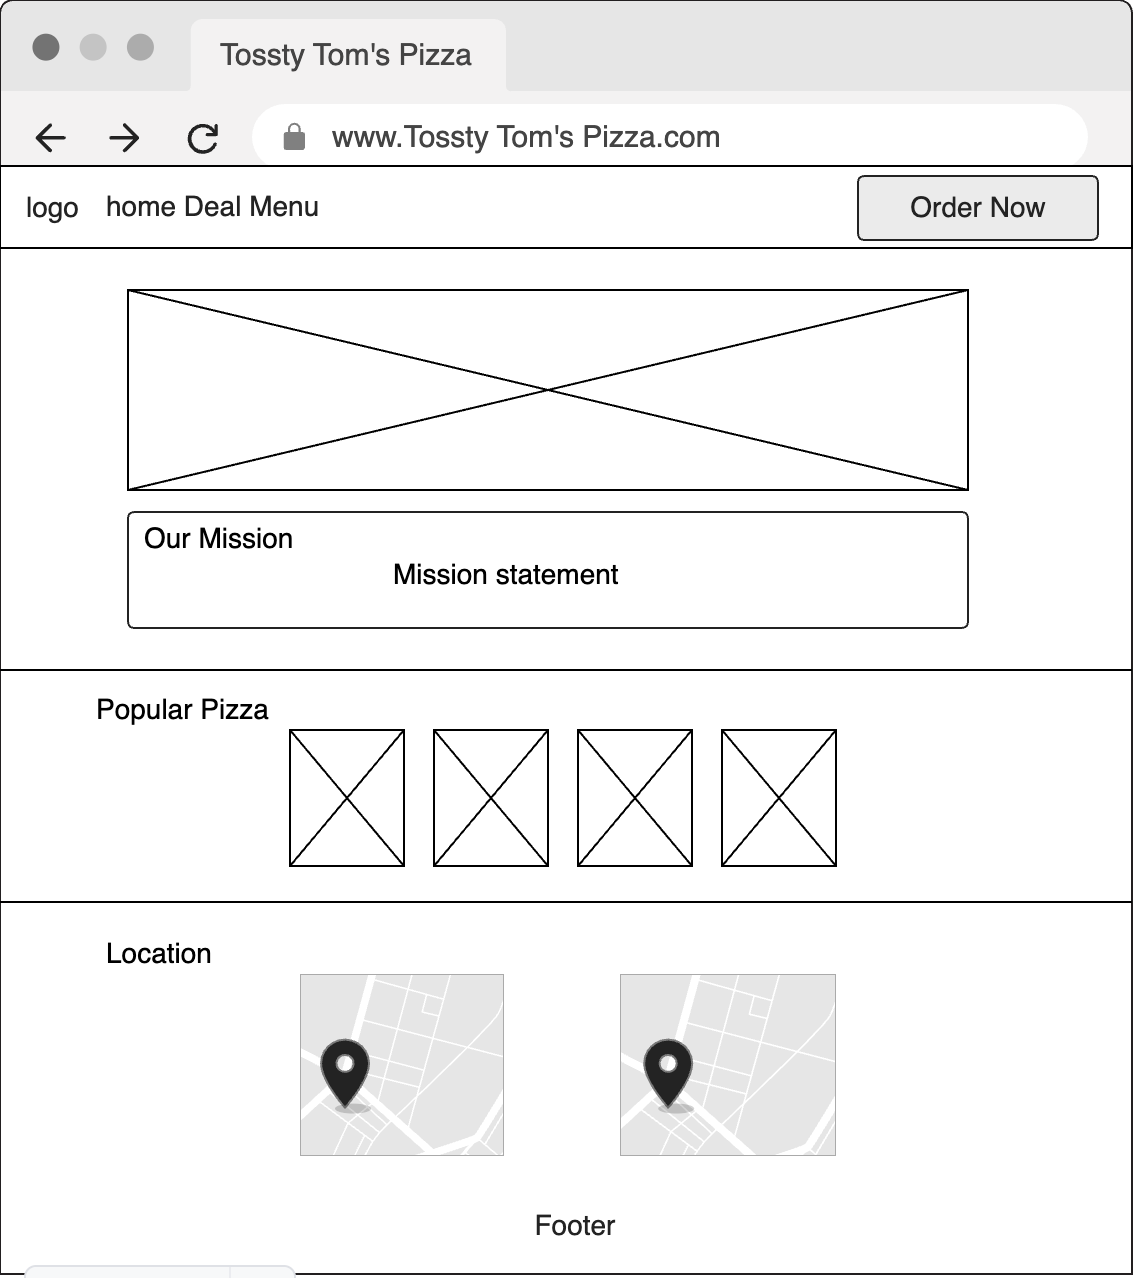 Tossty Tom's Pizza
www.Tossty Tom's Pizza.com
logo home Deal Menu Order Now
Our Mission
Mission statement
Popular Pizza
Location
Footer